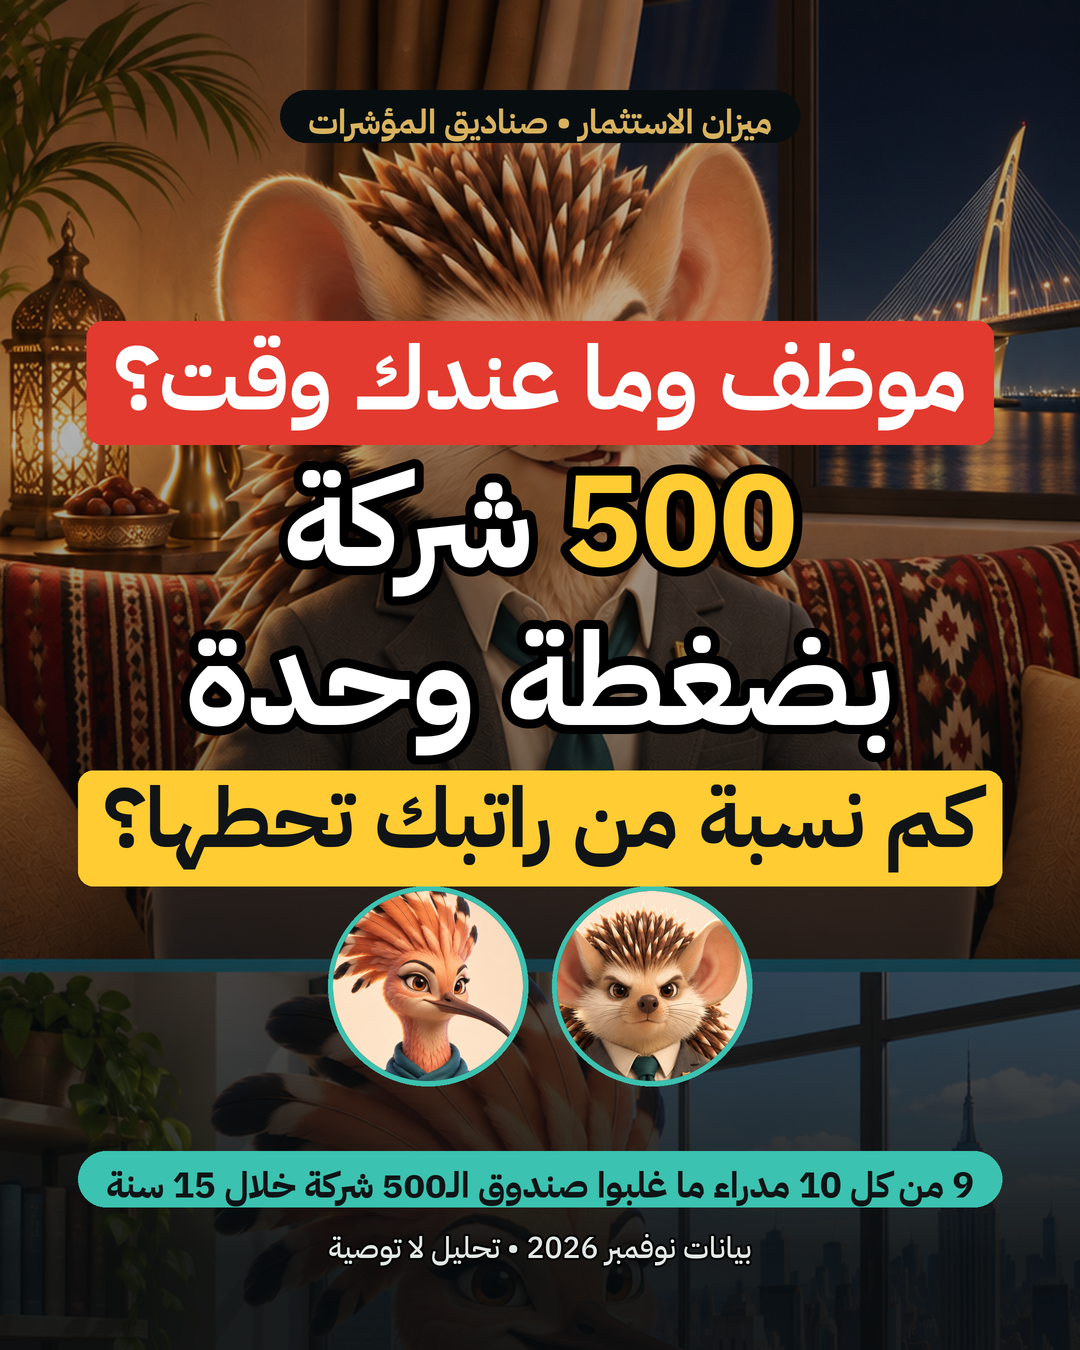 ميزان الاستثمار • صناديق المؤشرات
موظف وما عندك وقت؟
500 شركة
بضغطة وحدة
كم نسبة من راتبك تحطها؟
9 من كل 10 مدراء ما غلبوا صندوق الـ500 شركة خلال 15 سنة
بيانات نوفمبر 2026 • تحليل لا توصية